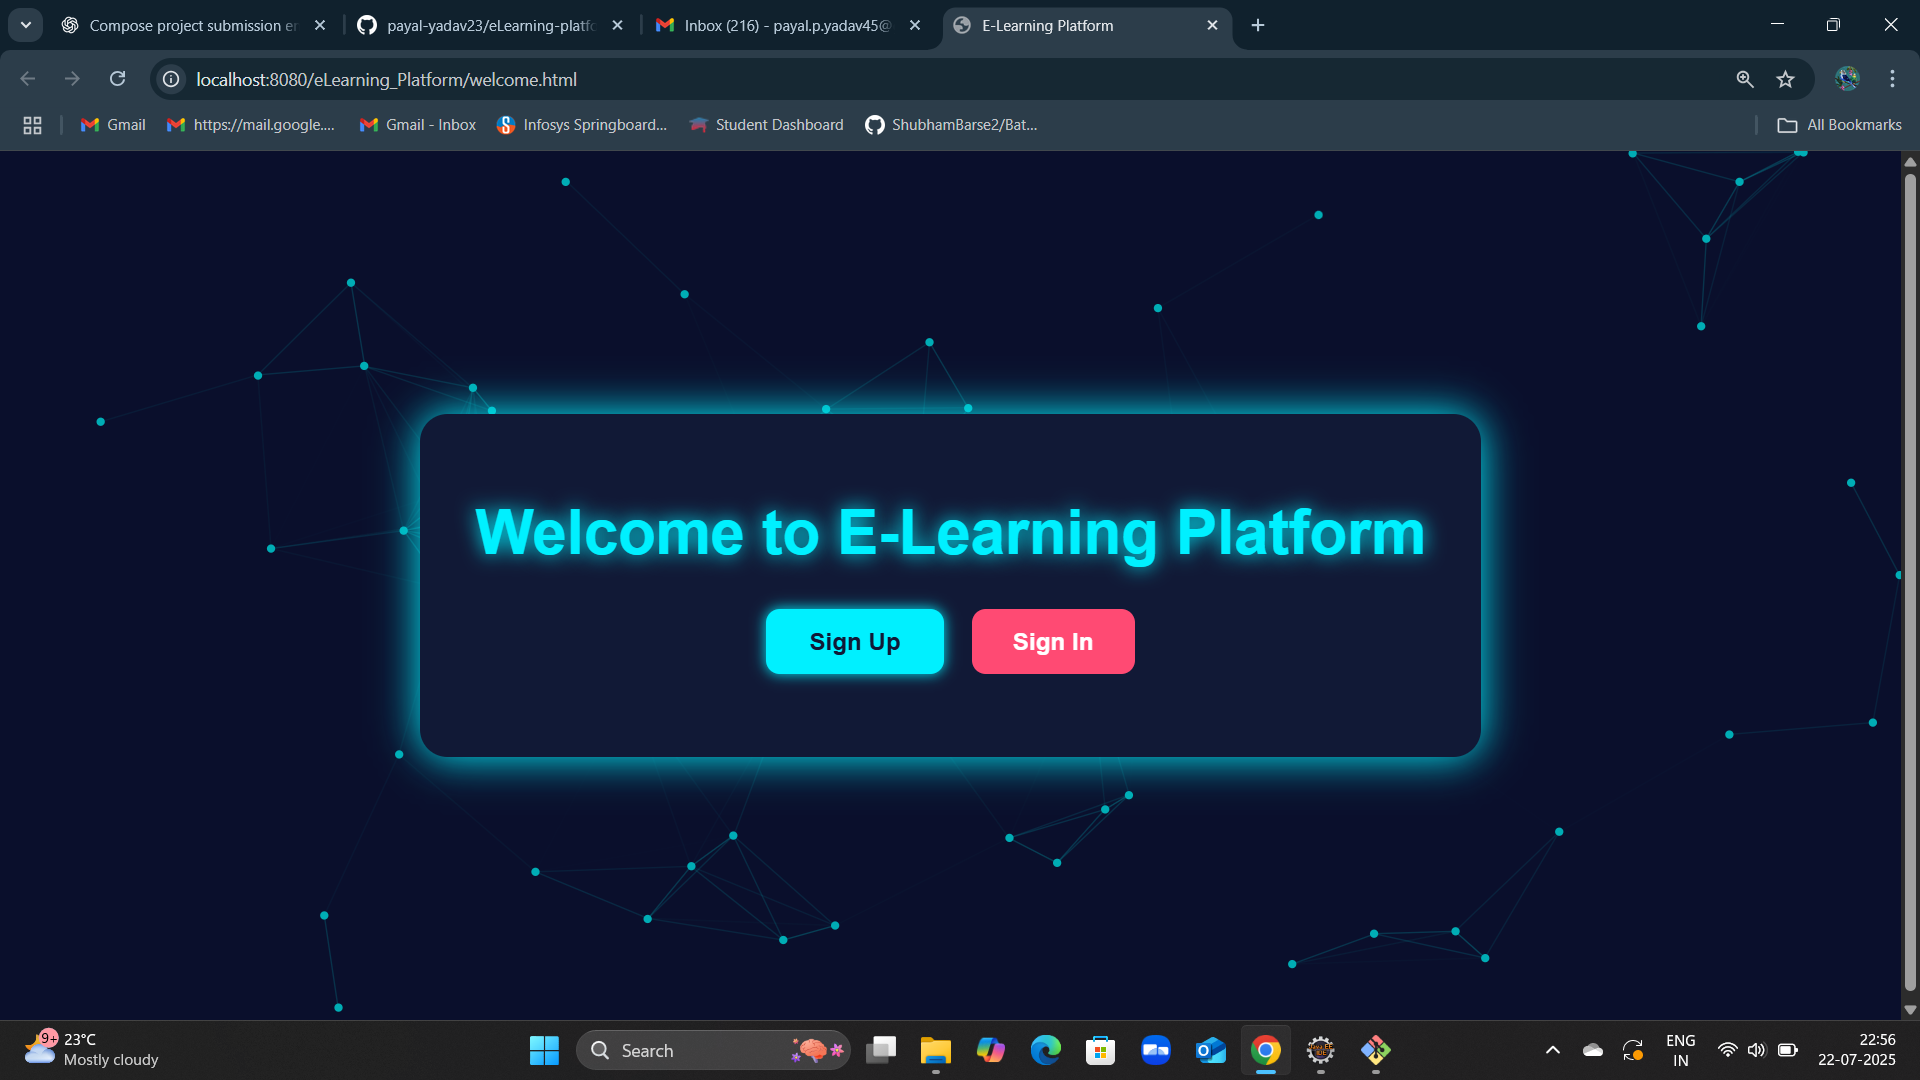 Compose project submission en
payal-yadav23/eLearning-platfo
Inbox (216) - payal.p.yadav45@
E-Learning Platform
localhost:8080/eLearning_Platform/welcome.html
Gmail
https://mail.google....
Gmail - Inbox
Infosys Springboard...
Student Dashboard
ShubhamBarse2/Bat...
All Bookmarks
Welcome to E-Learning Platform
Sign Up
Sign In
9+
23°C
Mostly cloudy
Search
ENG
IN
22:56
22-07-2025